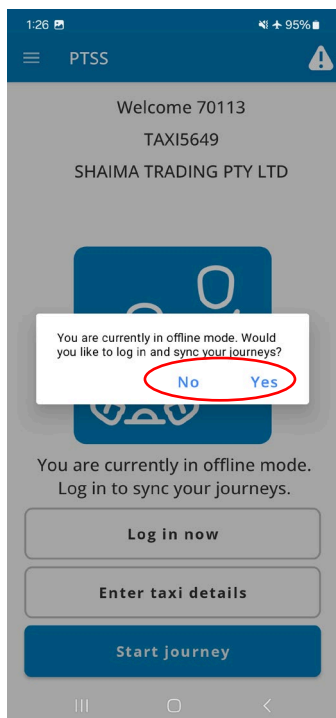 1:26 95%
PTSS
Welcome 70113
TAXI5649
SHAIMA TRADING PTY LTD
You are currently in offline mode. Would
you like to log in and sync your journeys?
No Yes
You are currently in offline mode.
Log in to sync your journeys.
Log in now
Enter taxi details
Start journey